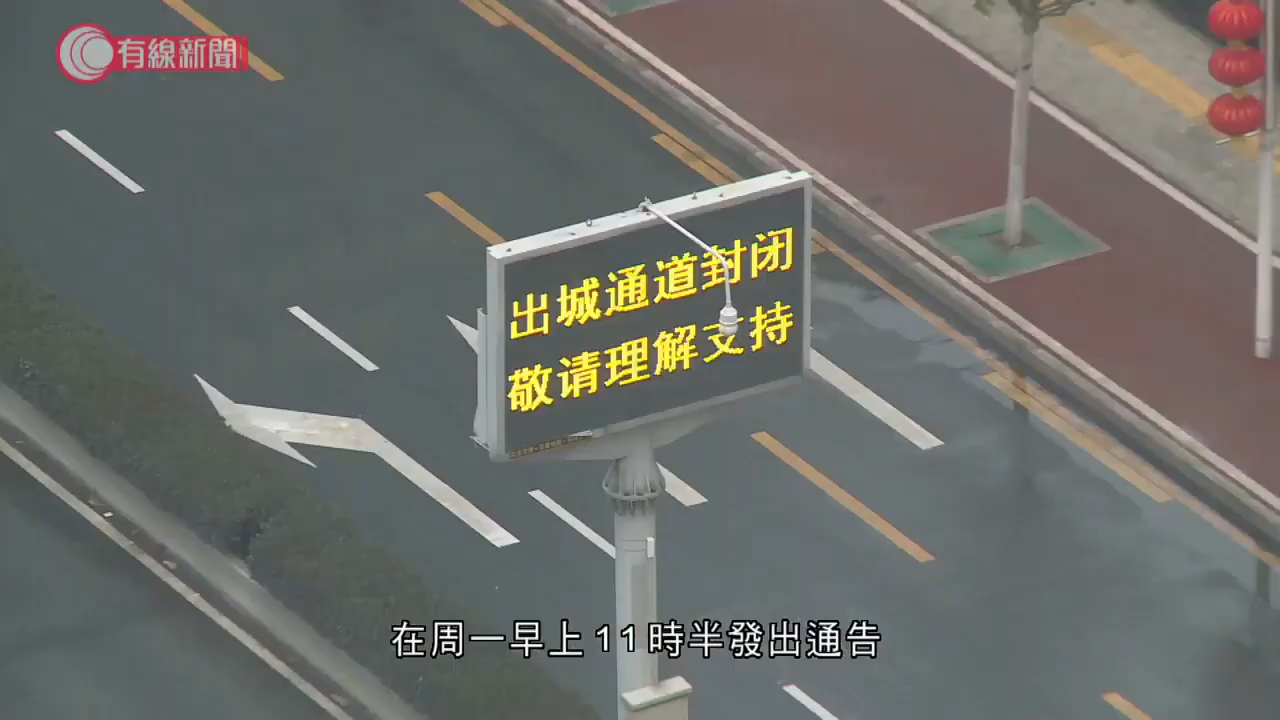 有線新聞
出城通道封闭
敬请理解支持
在周一早上11時半發出通告